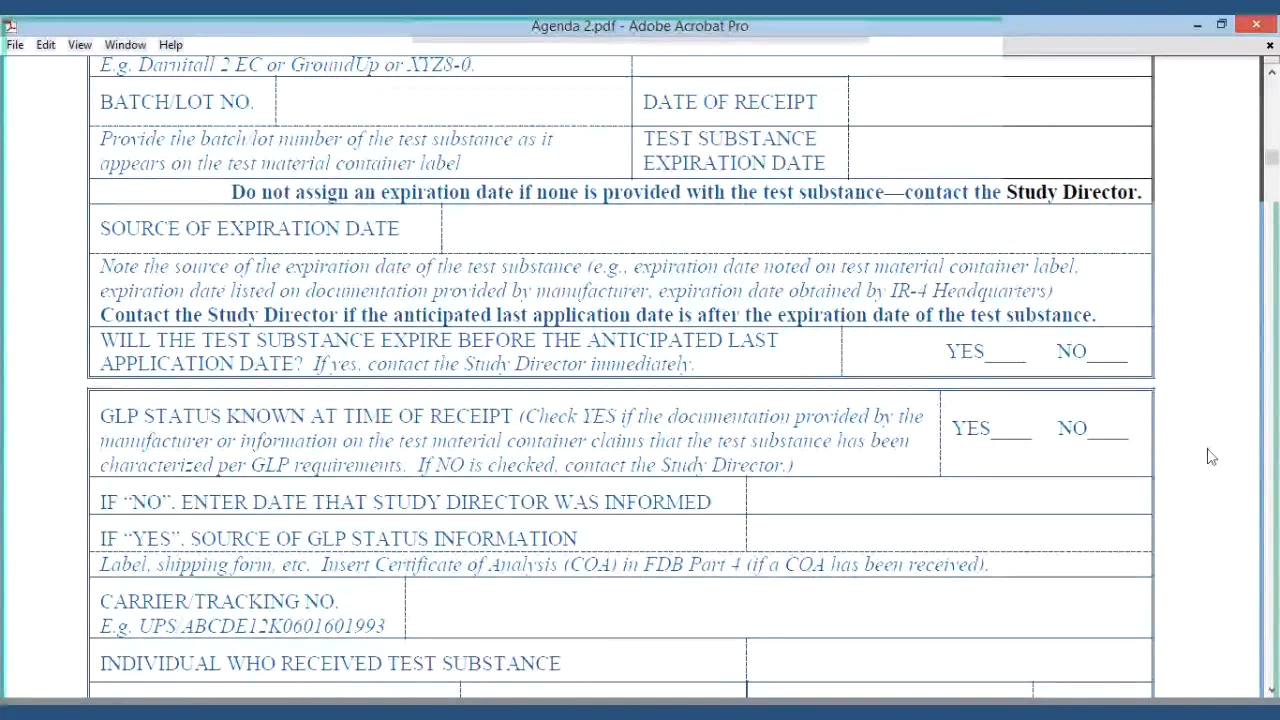 Agenda 2.pdf - Adobe Acrobat Pro
File Edit View Window Help
E.g. Darnitall 2 EC or GroundUp or XYZ8-0.
BATCH/LOT NO.
DATE OF RECEIPT
Provide the batch/lot number of the test substance as it
appears on the test material container label
TEST SUBSTANCE
EXPIRATION DATE
Do not assign an expiration date if none is provided with the test substance—contact the Study Director.
SOURCE OF EXPIRATION DATE
Note the source of the expiration date of the test substance (e.g., expiration date noted on test material container label,
expiration date listed on documentation provided by manufacturer, expiration date obtained by IR-4 Headquarters)
Contact the Study Director if the anticipated last application date is after the expiration date of the test substance.
WILL THE TEST SUBSTANCE EXPIRE BEFORE THE ANTICIPATED LAST
APPLICATION DATE? If yes, contact the Study Director immediately.
YES____ NO____
GLP STATUS KNOWN AT TIME OF RECEIPT (Check YES if the documentation provided by the
manufacturer or information on the test material container claims that the test substance has been
characterized per GLP requirements. If NO is checked, contact the Study Director.)
YES____ NO____
IF “NO”, ENTER DATE THAT STUDY DIRECTOR WAS INFORMED
IF “YES”, SOURCE OF GLP STATUS INFORMATION
Label, shipping form, etc. Insert Certificate of Analysis (COA) in FDB Part 4 (if a COA has been received).
CARRIER/TRACKING NO.
E.g. UPS/ABCDE12K0601601993
INDIVIDUAL WHO RECEIVED TEST SUBSTANCE